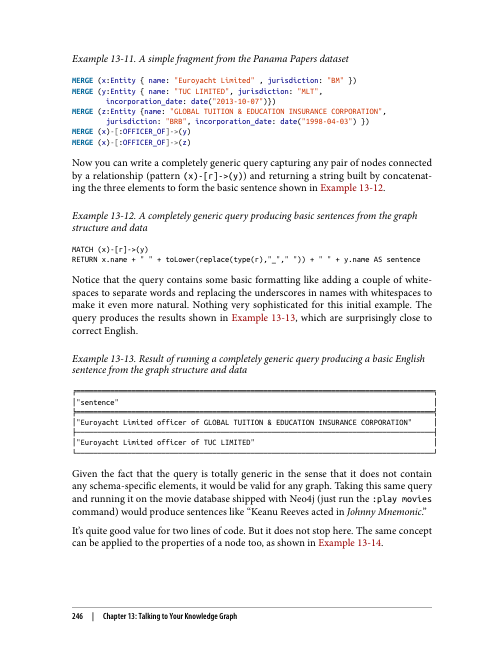 Example 13-11. A simple fragment from the Panama Papers dataset
MERGE (x:Entity { name: "Euroyacht Limited" , jurisdiction: "BM" })
MERGE (y:Entity { name: "TUC LIMITED", jurisdiction: "MLT",
incorporation_date: date("2013-10-07")})
MERGE (z:Entity {name: "GLOBAL TUITION & EDUCATION INSURANCE CORPORATION",
jurisdiction: "BRB", incorporation_date: date("1998-04-03") })
MERGE (x)-[:OFFICER_OF]->(y)
MERGE (x)-[:OFFICER_OF]->(z)
Now you can write a completely generic query capturing any pair of nodes connected
by a relationship (pattern (x)-[r]->(y)) and returning a string built by concatenat-
ing the three elements to form the basic sentence shown in Example 13-12.
Example 13-12. A completely generic query producing basic sentences from the graph
structure and data
MATCH (x)-[r]->(y)
RETURN x.name + " " + toLower(replace(type(r),"_"," ")) + " " + y.name AS sentence
Notice that the query contains some basic formatting like adding a couple of white-
spaces to separate words and replacing the underscores in names with whitespaces to
make it even more natural. Nothing very sophisticated for this initial example. The
query produces the results shown in Example 13-13, which are surprisingly close to
correct English.
Example 13-13. Result of running a completely generic query producing a basic English
sentence from the graph structure and data
"sentence"
"Euroyacht Limited officer of GLOBAL TUITION & EDUCATION INSURANCE CORPORATION"
"Euroyacht Limited officer of TUC LIMITED"
Given the fact that the query is totally generic in the sense that it does not contain
any schema-specific elements, it would be valid for any graph. Taking this same query
and running it on the movie database shipped with Neo4j (just run the :play movies
command) would produce sentences like “Keanu Reeves acted in Johnny Mnemonic.”
It’s quite good value for two lines of code. But it does not stop here. The same concept
can be applied to the properties of a node too, as shown in Example 13-14.
246 | Chapter 13: Talking to Your Knowledge Graph